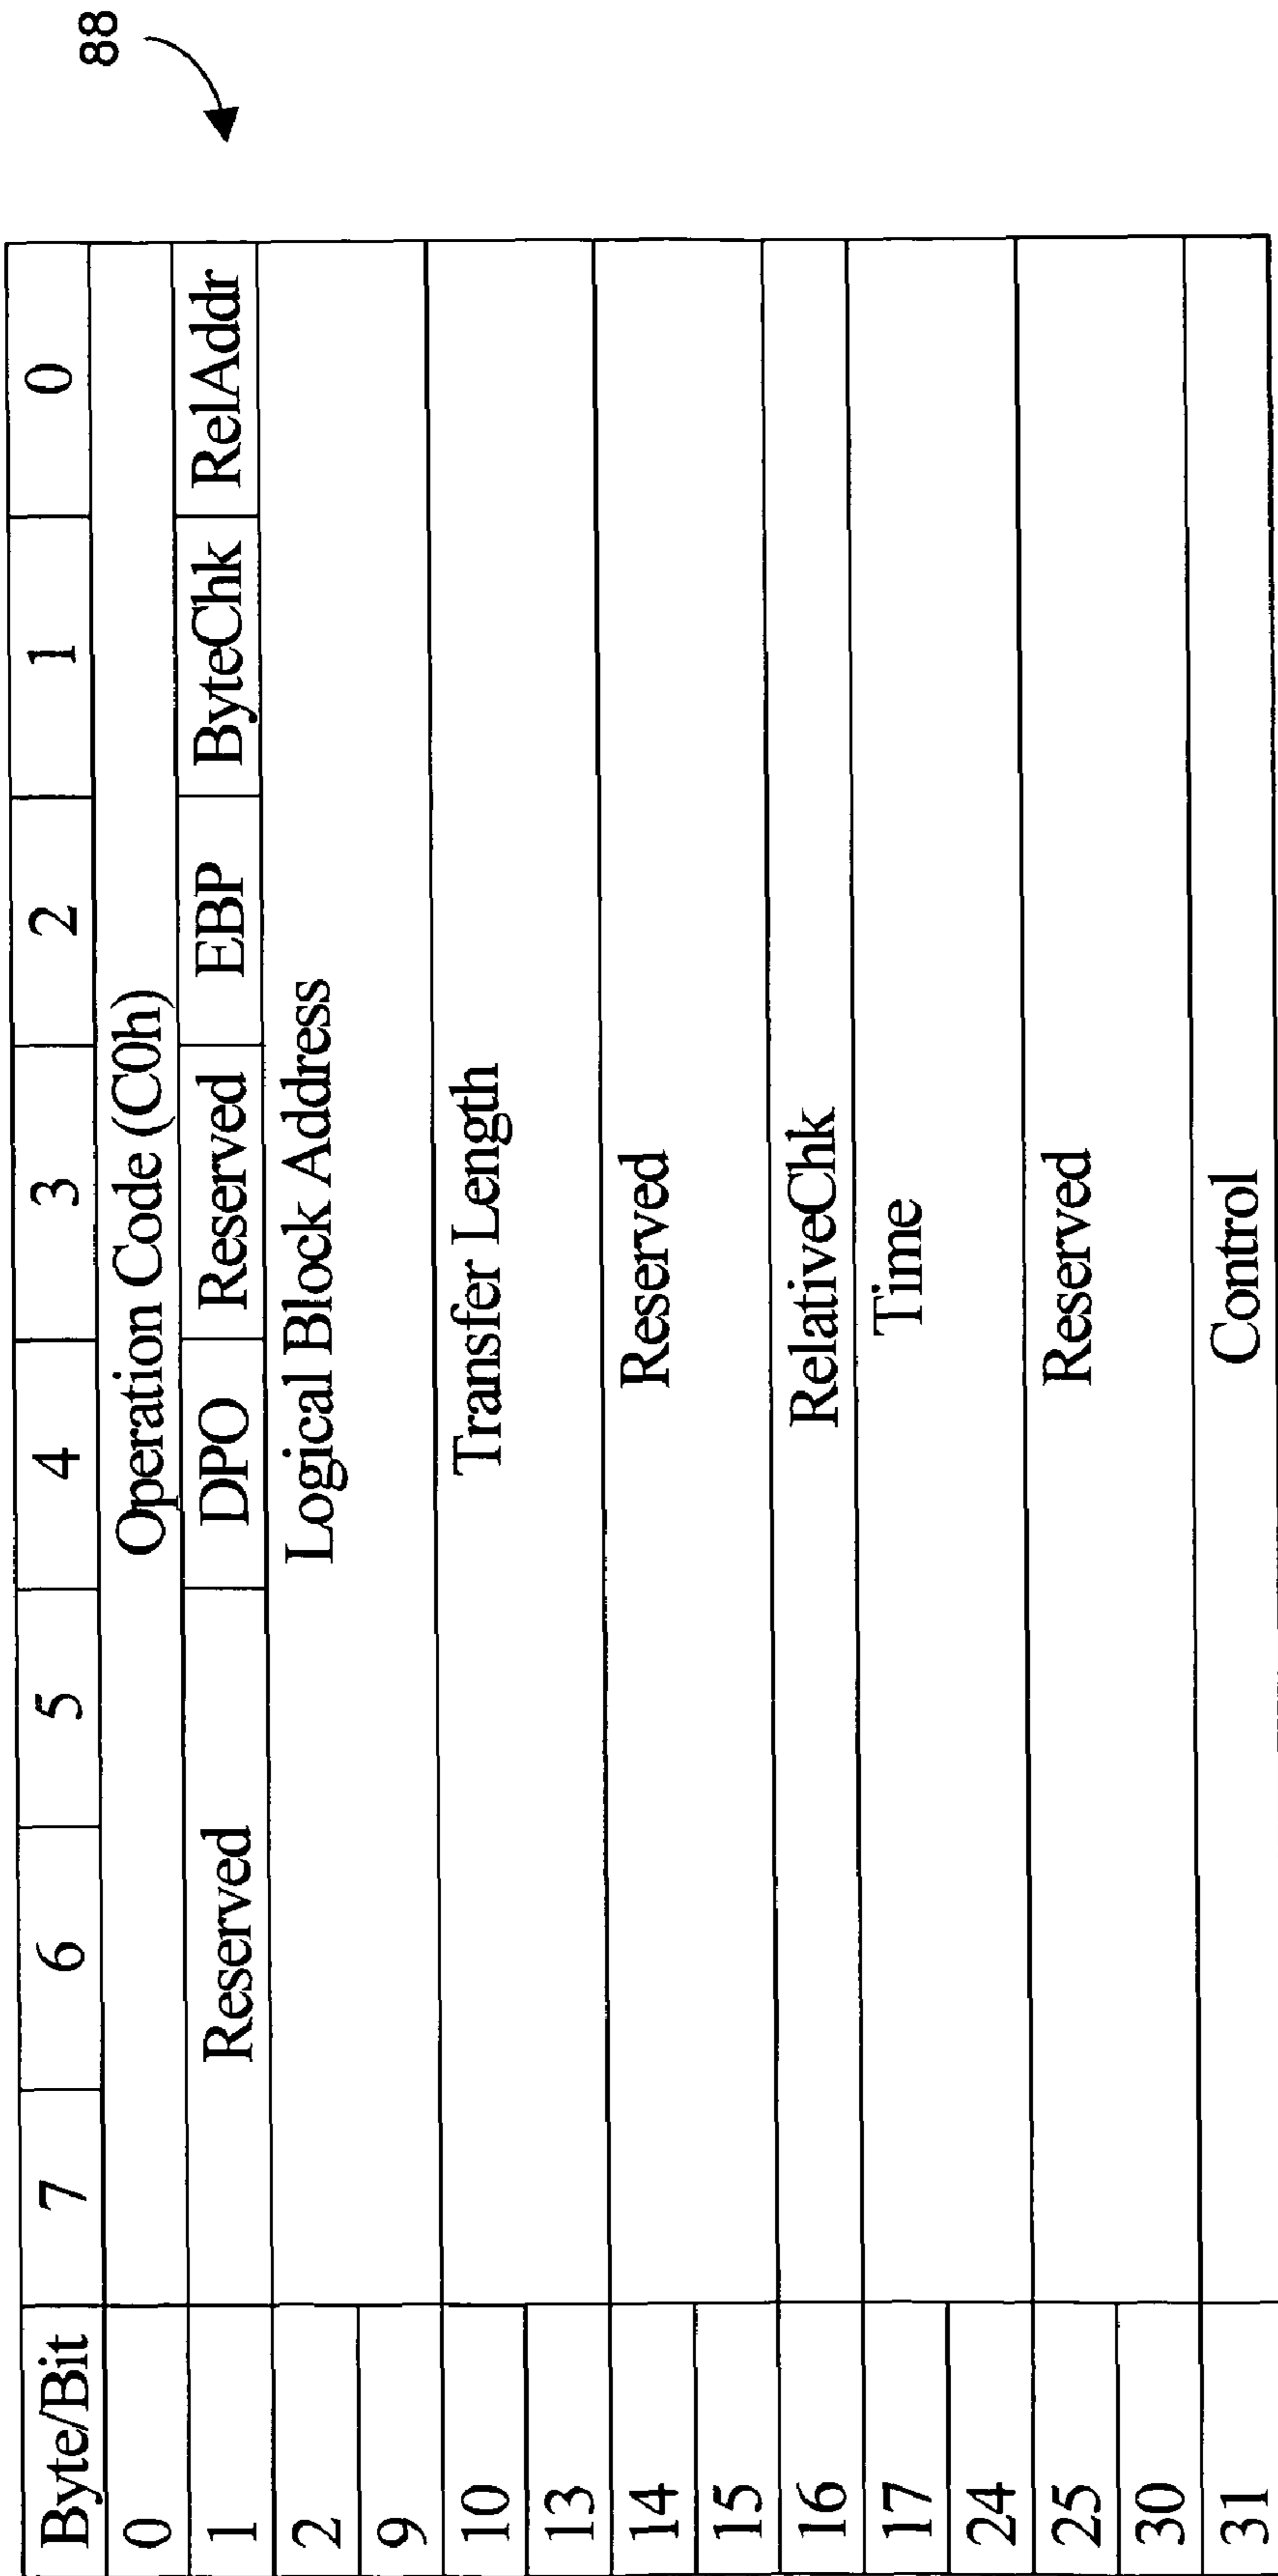 88
Byte/Bit 7 6 5 4 3 2 1 0
0 Operation Code (C0h)
1 Reserved DPO Reserved EBP ByteChk RelAddr
2 Logical Block Address
9
10 Transfer Length
13
14 Reserved
15
16 RelativeChk
17 Time
24
25 Reserved
30
31 Control